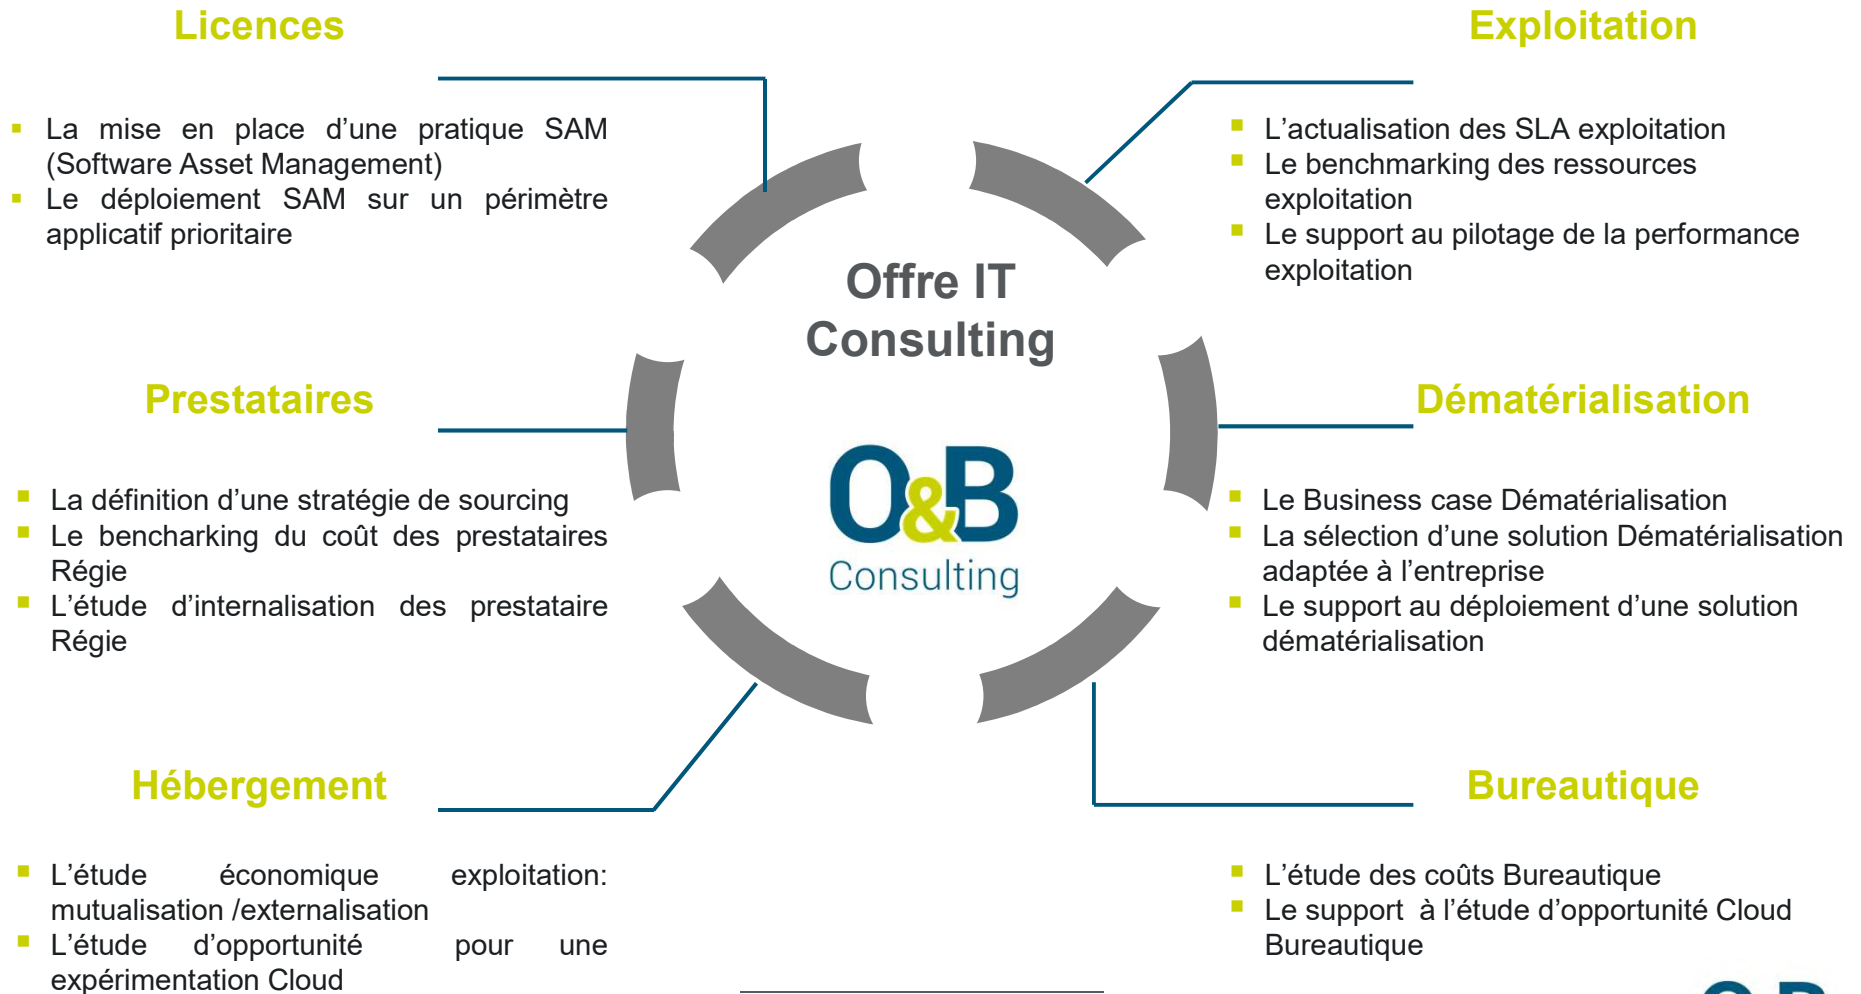 Licences
La mise en place d’une pratique SAM
(Software Asset Management)
Le déploiement SAM sur un périmètre
applicatif prioritaire
Prestataires
La définition d’une stratégie de sourcing
Le bencharking du coût des prestataires
Régie
L’étude d’internalisation des prestataire
Régie
Hébergement
L’étude économique exploitation:
mutualisation /externalisation
L’étude d’opportunité pour une
expérimentation Cloud
Offre IT
Consulting
O&B
Consulting
Exploitation
L’actualisation des SLA exploitation
Le benchmarking des ressources
exploitation
Le support au pilotage de la performance
exploitation
Dématérialisation
Le Business case Dématérialisation
La sélection d’une solution Dématérialisation
adaptée à l’entreprise
Le support au déploiement d’une solution
dématérialisation
Bureautique
L’étude des coûts Bureautique
Le support à l’étude d’opportunité Cloud
Bureautique